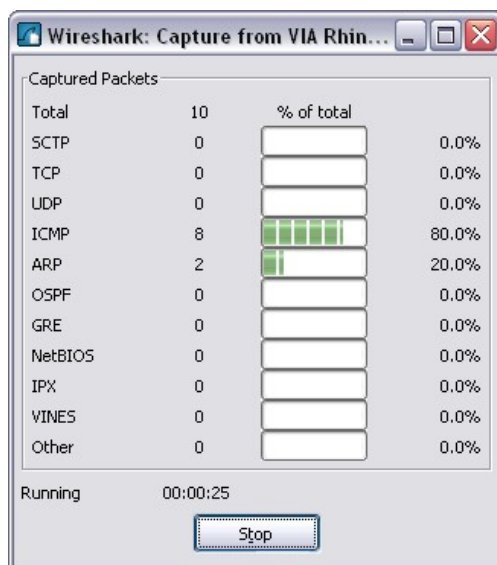 Wireshark: Capture from VIA Rhin...
Captured Packets
Total 10 % of total
SCTP 0 0.0%
TCP 0 0.0%
UDP 0 0.0%
ICMP 8 80.0%
ARP 2 20.0%
OSPF 0 0.0%
GRE 0 0.0%
NetBIOS 0 0.0%
IPX 0 0.0%
VINES 0 0.0%
Other 0 0.0%
Running 00:00:25
Stop